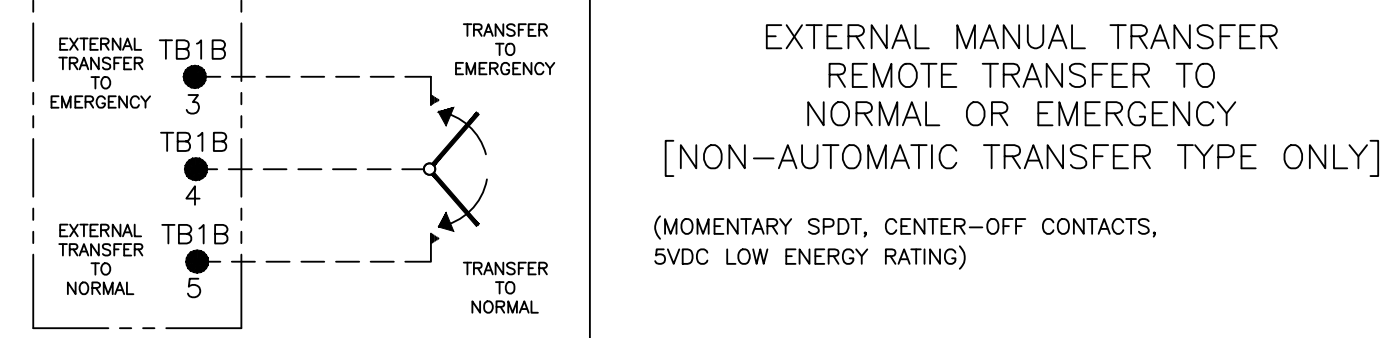 EXTERNAL
TRANSFER
TO
EMERGENCY
TB1B
3
TRANSFER
TO
EMERGENCY
TB1B
4
EXTERNAL
TRANSFER
TO
NORMAL
TB1B
5
TRANSFER
TO
NORMAL
EXTERNAL MANUAL TRANSFER
REMOTE TRANSFER TO
NORMAL OR EMERGENCY
[NON-AUTOMATIC TRANSFER TYPE ONLY]
(MOMENTARY SPDT, CENTER-OFF CONTACTS,
5VDC LOW ENERGY RATING)